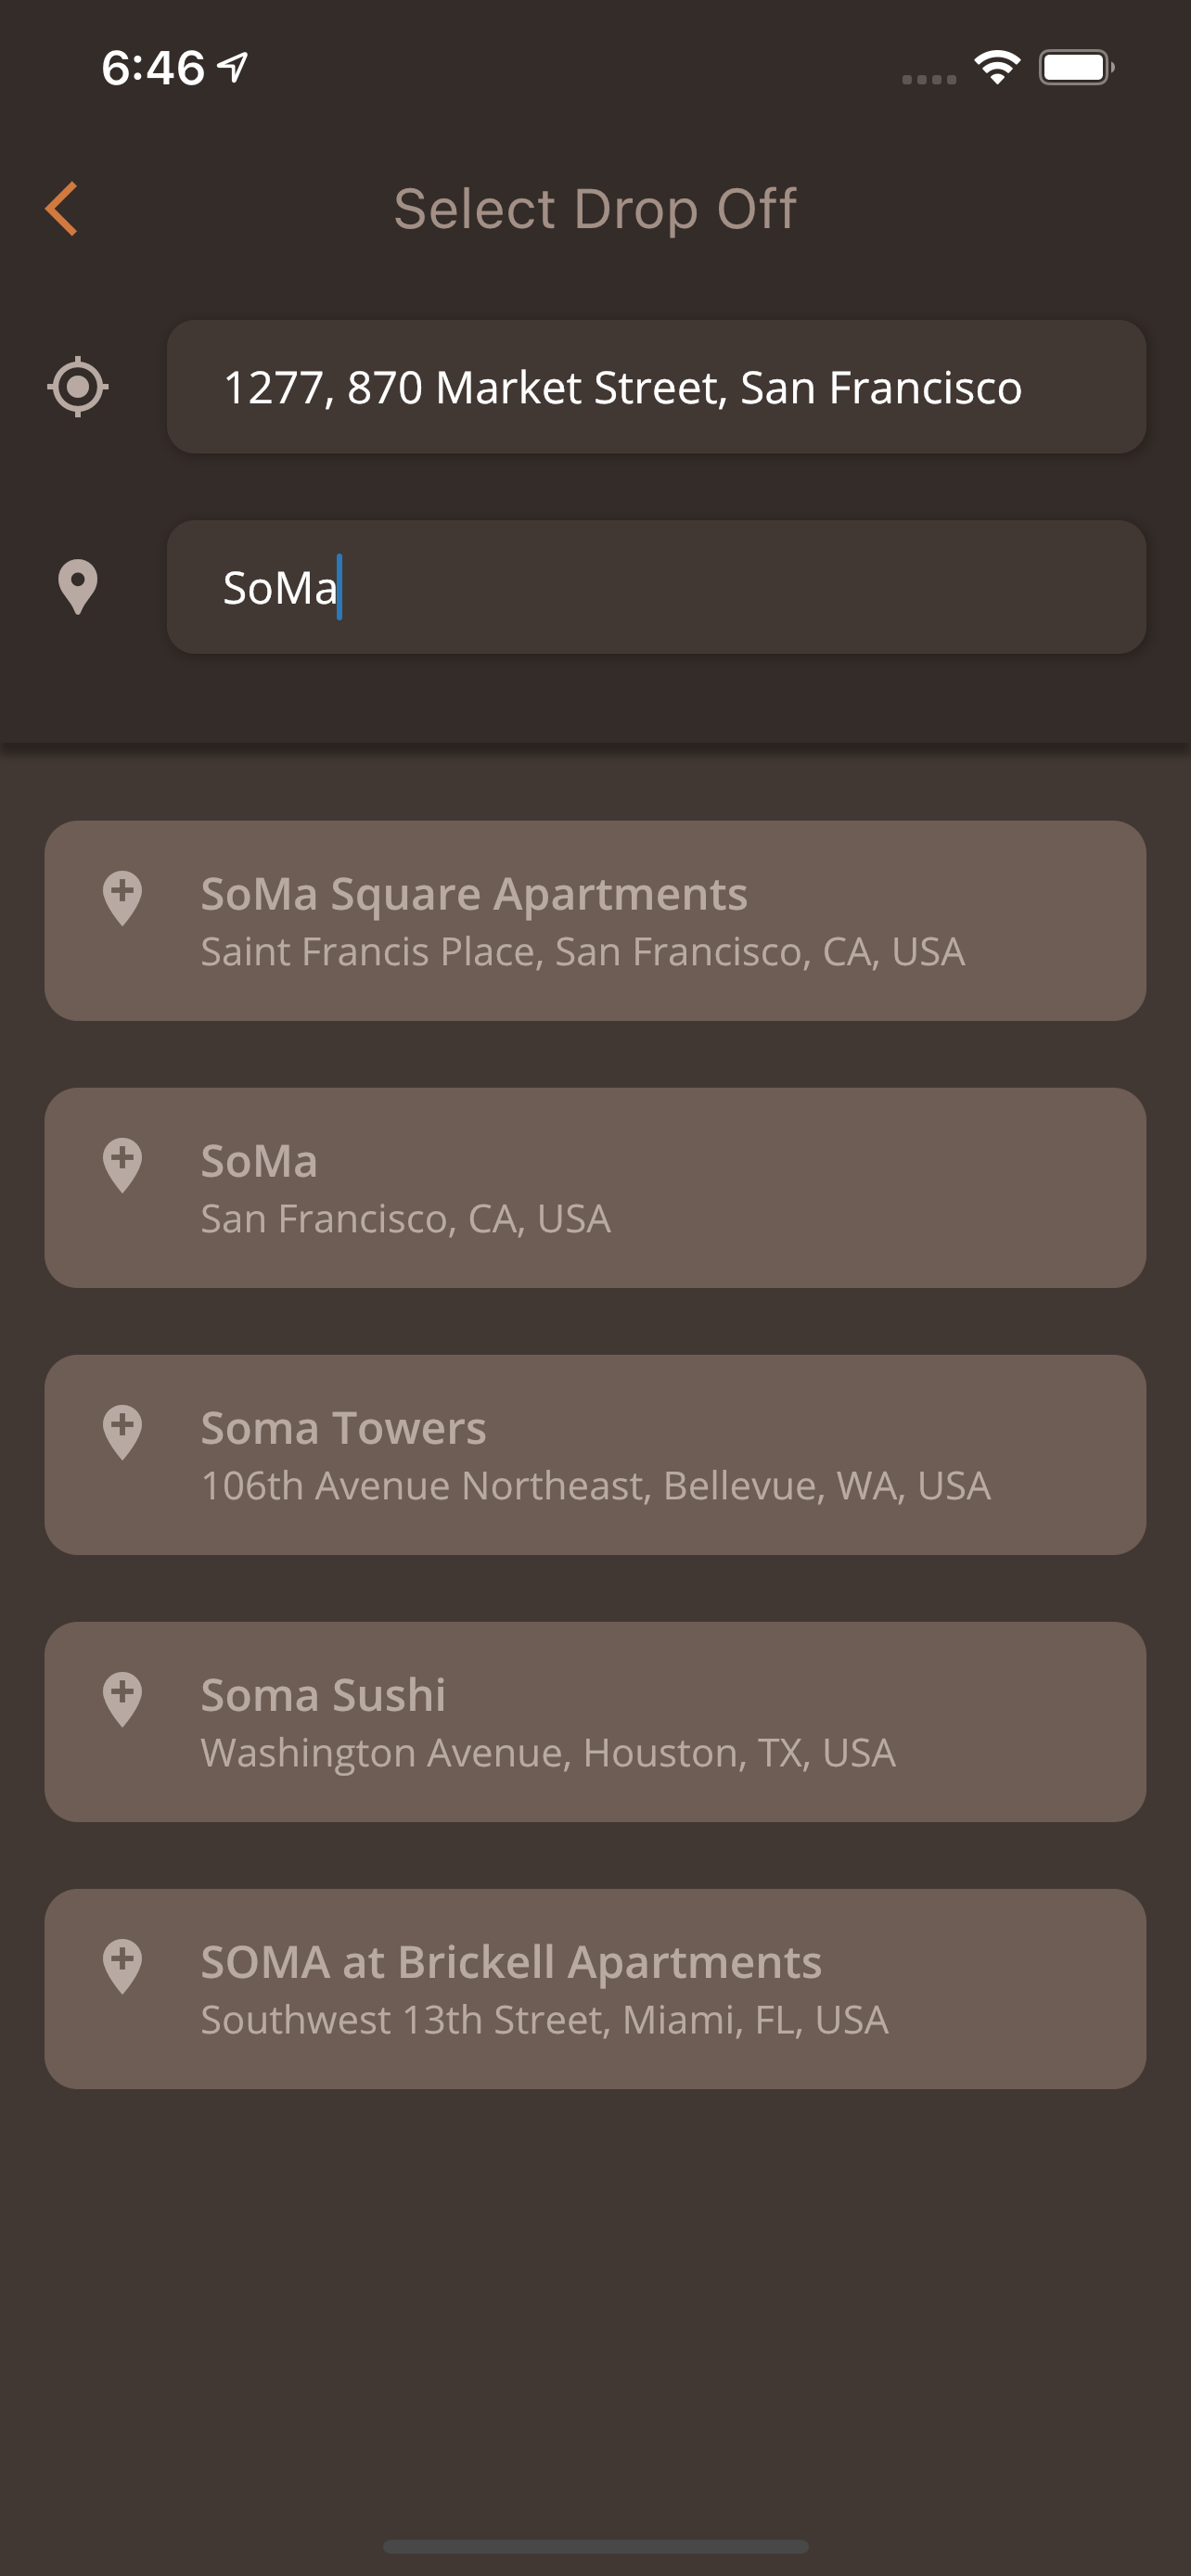 6:46
Select Drop Off
1277, 870 Market Street, San Francisco
SoMa
SoMa Square Apartments
Saint Francis Place, San Francisco, CA, USA
SoMa
San Francisco, CA, USA
Soma Towers
106th Avenue Northeast, Bellevue, WA, USA
Soma Sushi
Washington Avenue, Houston, TX, USA
SOMA at Brickell Apartments
Southwest 13th Street, Miami, FL, USA